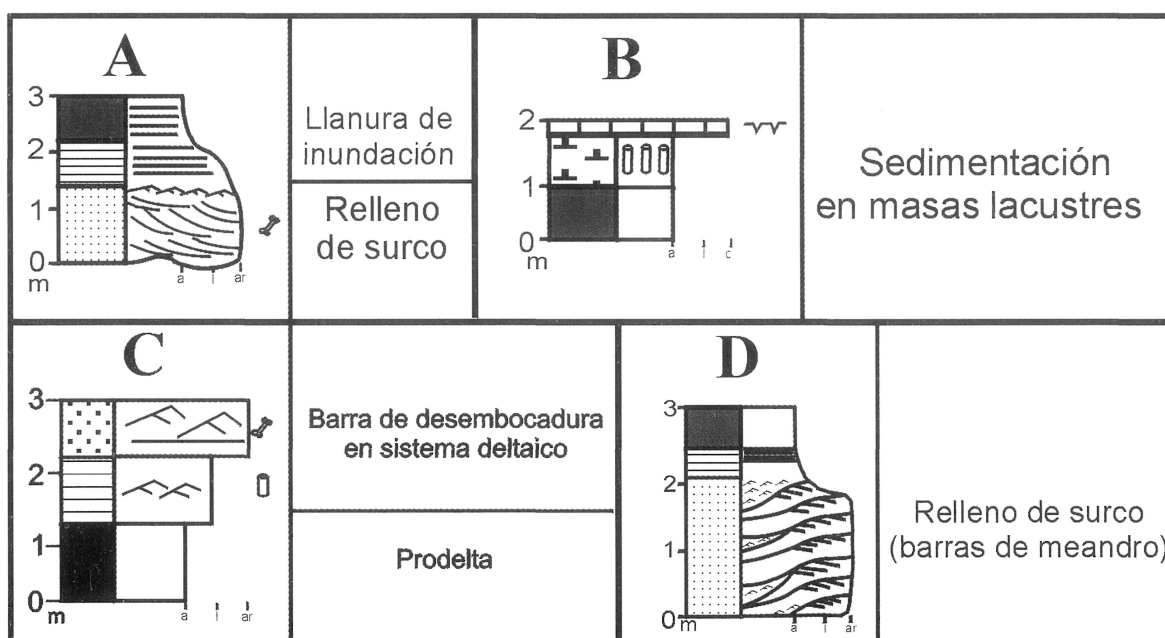 A
3
2
1
0
m
a
l
ar
Llanura de
inundación
Relleno
de surco
B
2
1
0
m
a
l
c
Sedimentación
en masas lacustres
C
3
2
1
0
m
a
l
ar
Barra de desembocadura
en sistema deltaico
Prodelta
D
3
2
1
0
m
a
l
ar
Relleno de surco
(barras de meandro)